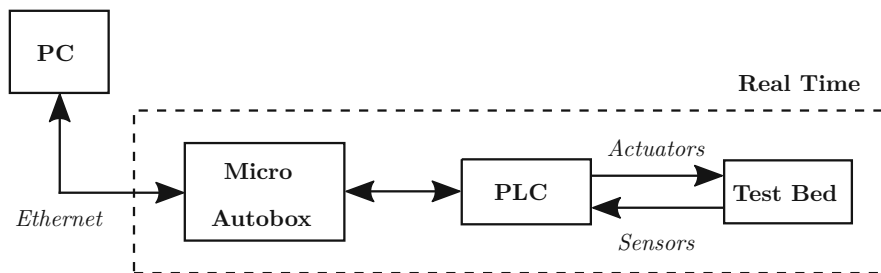 PC
Real Time
Micro
Autobox
PLC
Actuators
Test Bed
Ethernet
Sensors